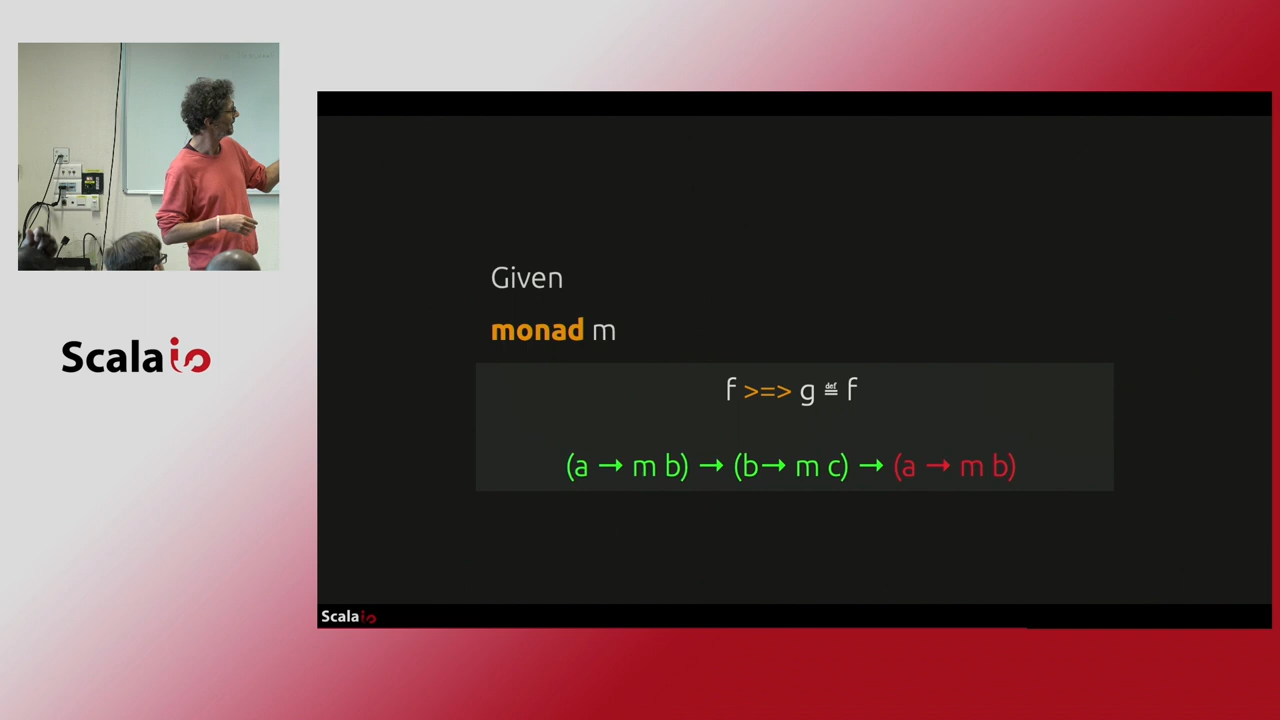 Scala io
Given
monad m
f >=> g ≝ f
(a → m b) → (b→ m c) → (a → m b)
Scala io